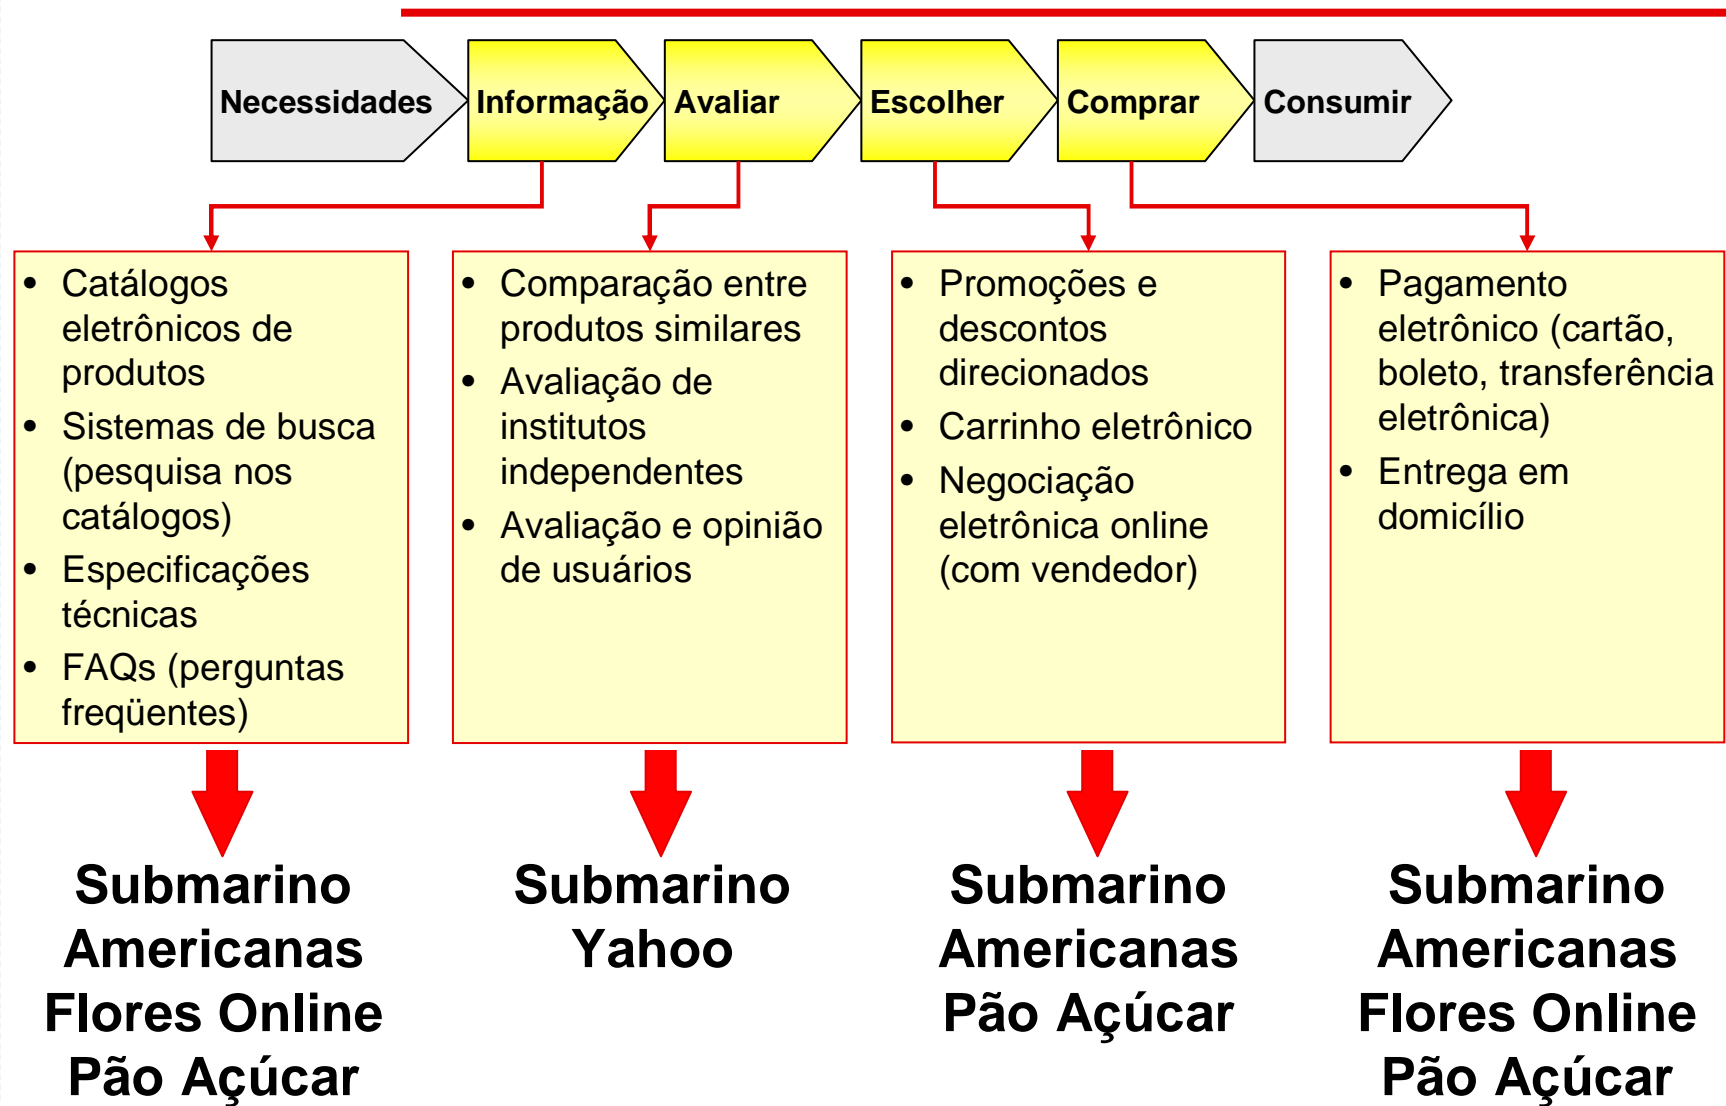 Necessidades
Informação
Avaliar
Escolher
Comprar
Consumir
• Catálogos
eletrônicos de
produtos
• Sistemas de busca
(pesquisa nos
catálogos)
• Especificações
técnicas
• FAQs (perguntas
freqüentes)
• Comparação entre
produtos similares
• Avaliação de
institutos
independentes
• Avaliação e opinião
de usuários
• Promoções e
descontos
direcionados
• Carrinho eletrônico
• Negociação
eletrônica online
(com vendedor)
• Pagamento
eletrônico (cartão,
boleto, transferência
eletrônica)
• Entrega em
domicílio
Submarino
Americanas
Flores Online
Pão Açúcar
Submarino
Yahoo
Submarino
Americanas
Pão Açúcar
Submarino
Americanas
Flores Online
Pão Açúcar